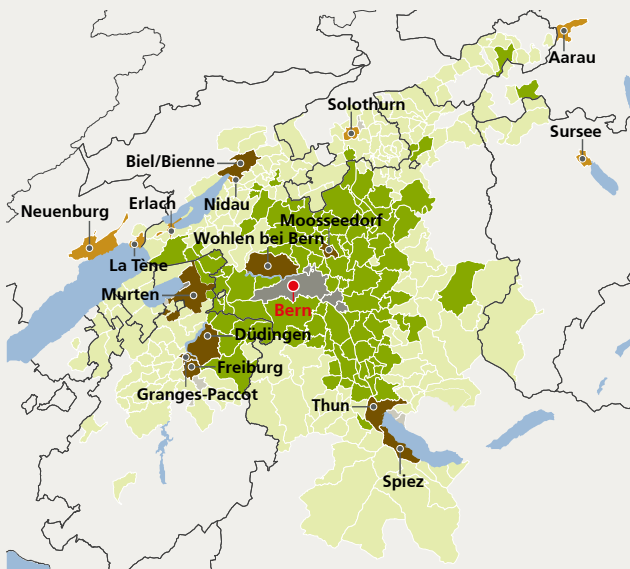 Aarau
Solothurn
Sursee
Biel/Bienne
Erlach
Nidau
Neuenburg
Moosseedorf
Wohlen bei Bern
La Tène
Murten
Bern
Düdingen
Freiburg
Granges-Paccot
Thun
Spiez